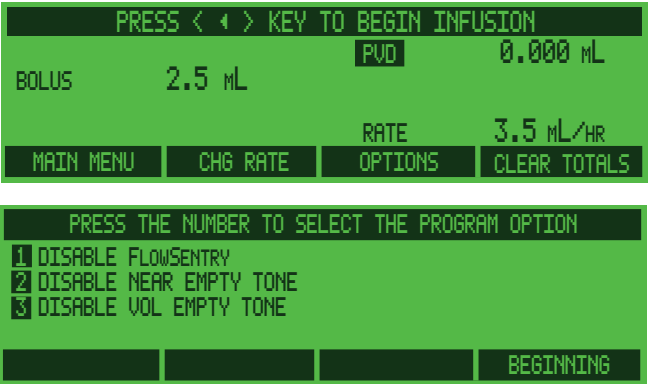 PRESS < ◀ > KEY TO BEGIN INFUSION
PVD 0.000 mL
BOLUS 2.5 mL
RATE 3.5 mL/HR
MAIN MENU CHG RATE OPTIONS CLEAR TOTALS
PRESS THE NUMBER TO SELECT THE PROGRAM OPTION
1 DISABLE FLOWSENTRY
2 DISABLE NEAR EMPTY TONE
3 DISABLE VOL EMPTY TONE
BEGINNING